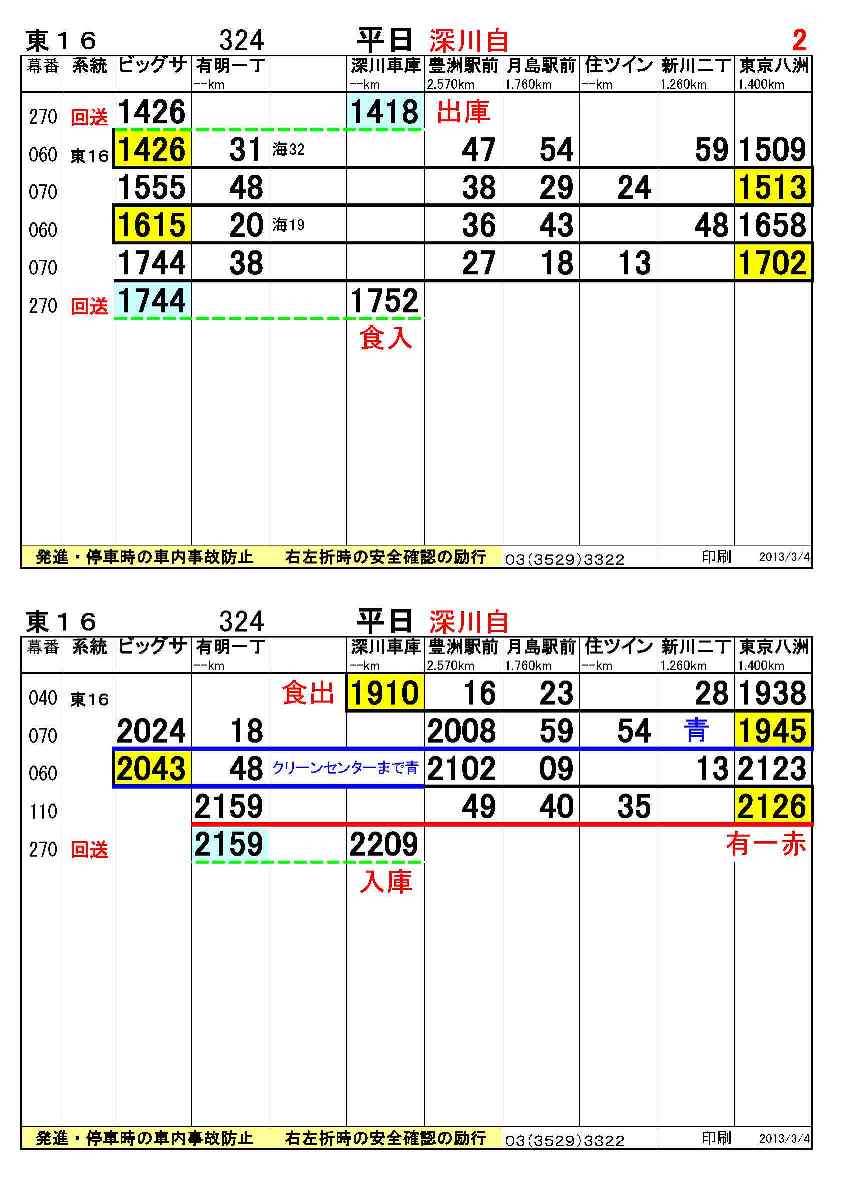 東16 324 平日 深川自 2
幕番 系統 ビッグサ 有明一丁 深川車庫 豊洲駅前 月島駅前 住ツイン 新川二丁 東京八洲
--km --km 2.570km 1.760km --km 1.260km 1.400km
270 回送 1426 1418 出庫
060 東16 1426 31 海32 47 54 59 1509
070 1555 48 38 29 24 1513
060 1615 20 海19 36 43 48 1658
070 1744 38 27 18 13 1702
270 回送 1744 1752
食入
発進・停車時の車内事故防止 右左折時の安全確認の励行 03(3529)3322 印刷 2013/3/4
東16 324 平日 深川自
幕番 系統 ビッグサ 有明一丁 深川車庫 豊洲駅前 月島駅前 住ツイン 新川二丁 東京八洲
--km --km 2.570km 1.760km --km 1.260km 1.400km
040 東16 食出 1910 16 23 28 1938
070 2024 18 2008 59 54 青 1945
060 2043 48 クリーンセンターまで青 2102 09 13 2123
110 2159 49 40 35 2126
270 回送 2159 2209 有一赤
入庫
発進・停車時の車内事故防止 右左折時の安全確認の励行 03(3529)3322 印刷 2013/3/4